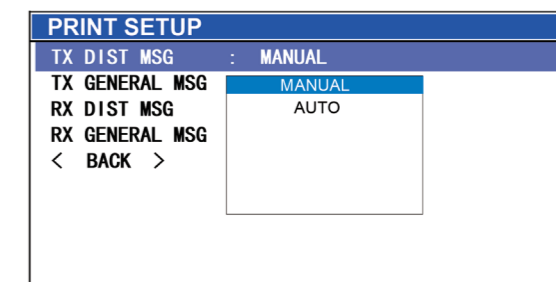 PRINT SETUP
TX DIST MSG : MANUAL
TX GENERAL MSG
MANUAL
RX DIST MSG
AUTO
RX GENERAL MSG
< BACK >